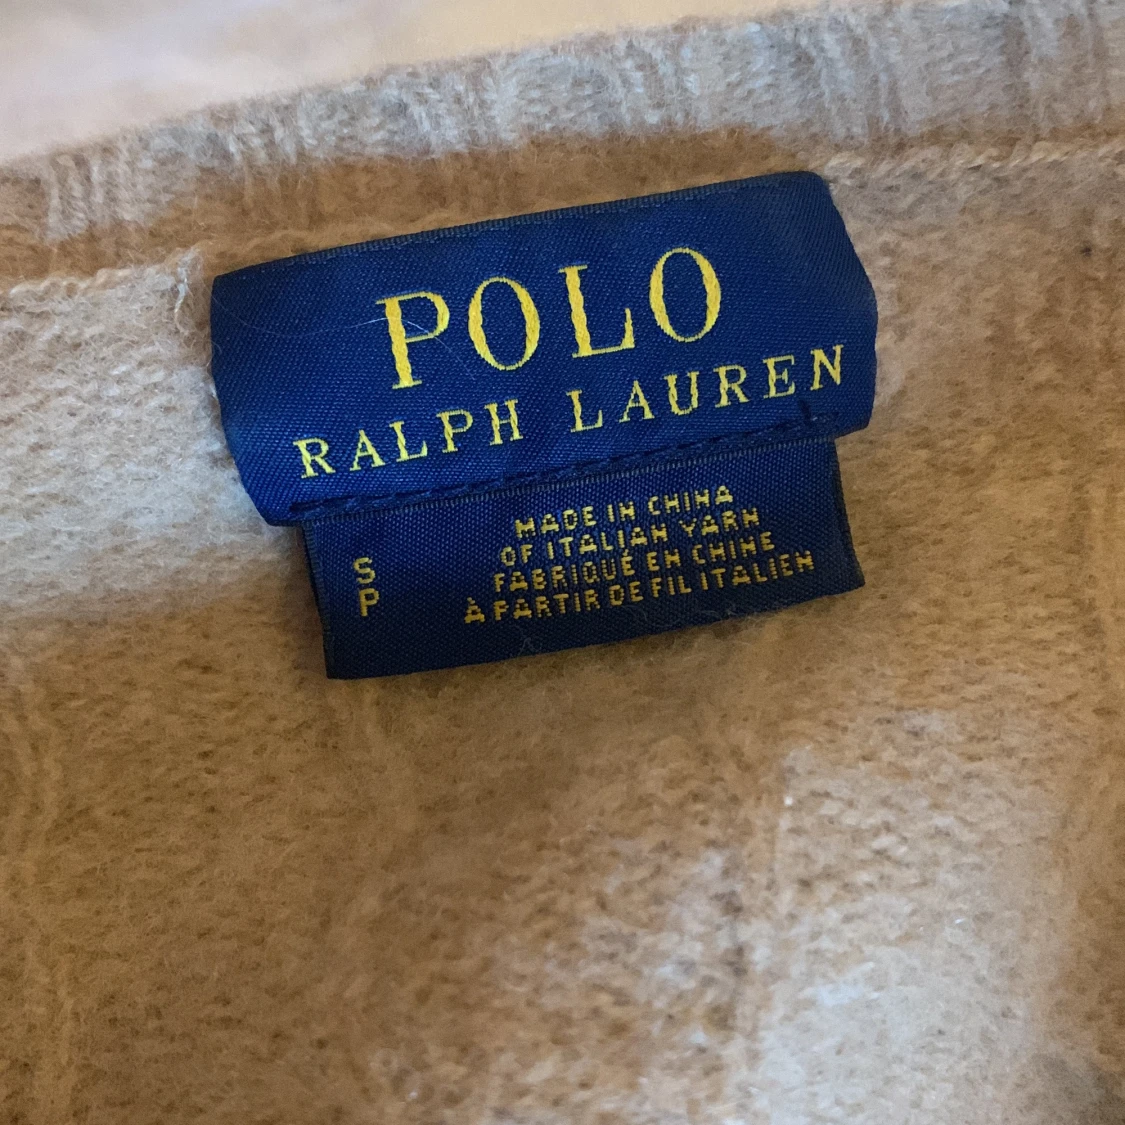 POLO
RALPH LAUREN
S
P
MADE IN CHINA
OF ITALIAN YARN
FABRIQUÉ EN CHINE
À PARTIR DE FIL ITALIEN